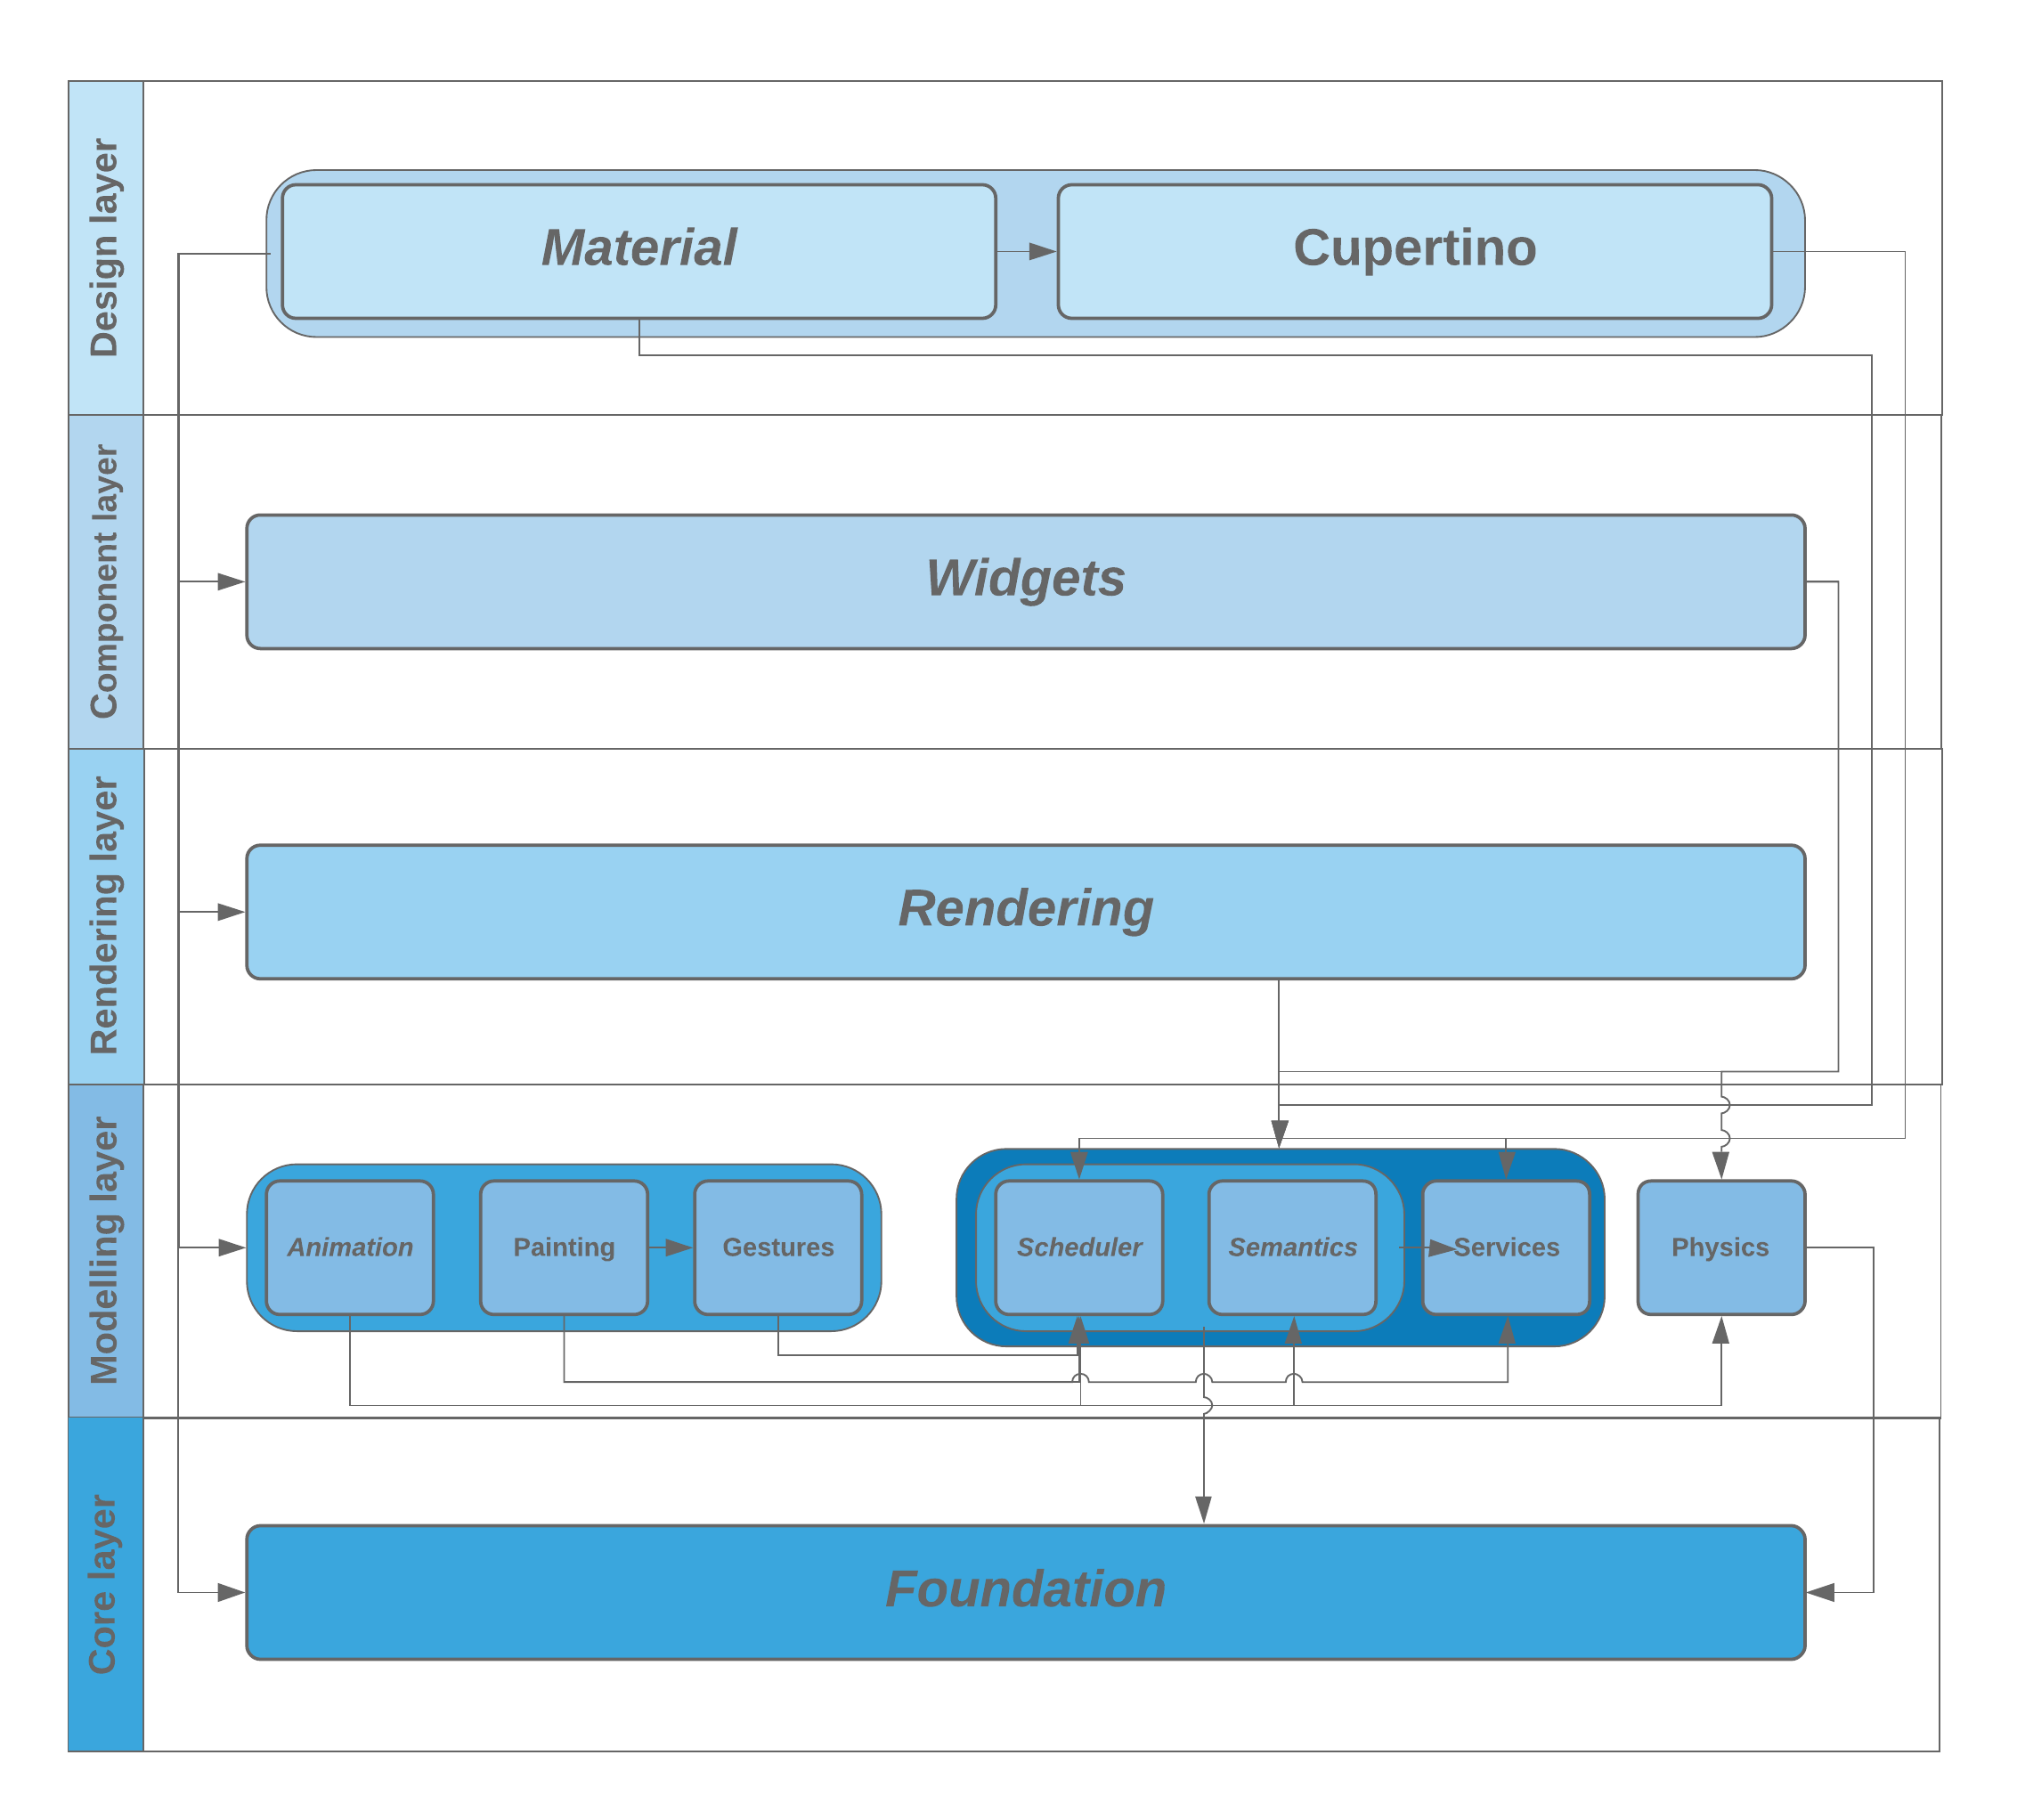 Design layer
Material
Cupertino
Component layer
Widgets
Rendering layer
Rendering
Modelling layer
Animation
Painting
Gestures
Scheduler
Semantics
Services
Physics
Core layer
Foundation